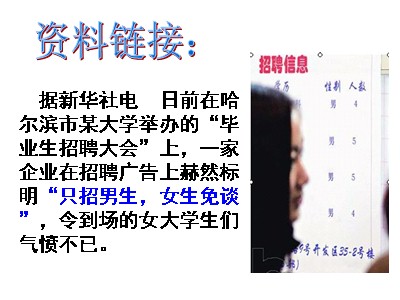 资料链接：
据新华社电　日前在哈
尔滨市某大学举办的“毕
业生招聘大会”上，一家
企业在招聘广告上赫然标
明“只招男生，女生免谈
”，令到场的女大学生们
气愤不已。
招聘信息
学历 性别 人数
男 4
男 5
男 5
男 4
9号开发区35-2号楼